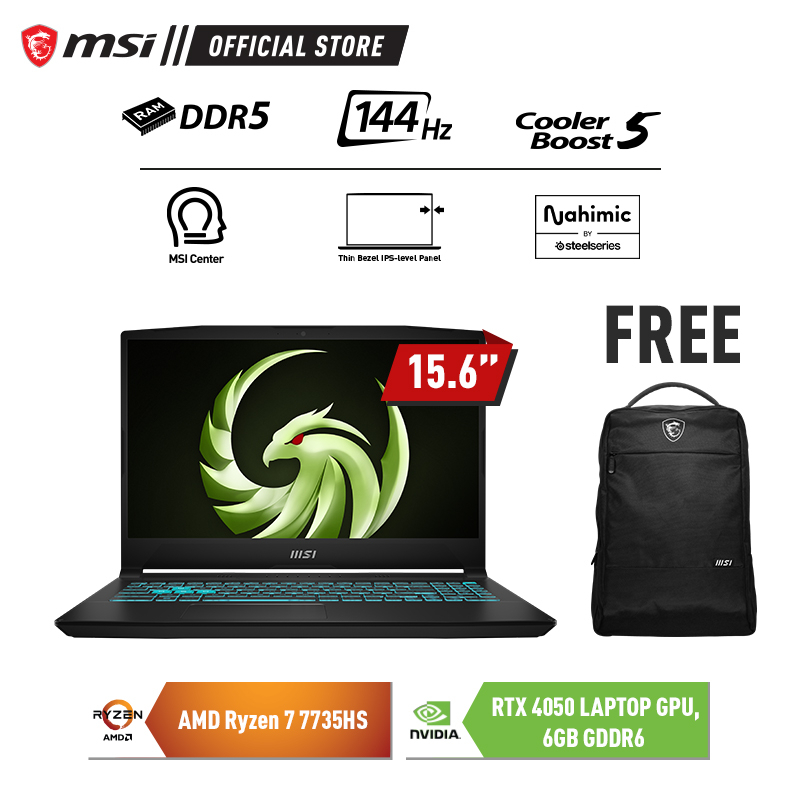 msi OFFICIAL STORE
RAM DDR5
144Hz
Cooler Boost 5
MSI Center
Thin Bezel IPS-level Panel
Nahimic
BY
steelseries
FREE
15.6”
msi
msi
RYZEN
AMD
AMD Ryzen 7 7735HS
NVIDIA.
RTX 4050 LAPTOP GPU,
6GB GDDR6